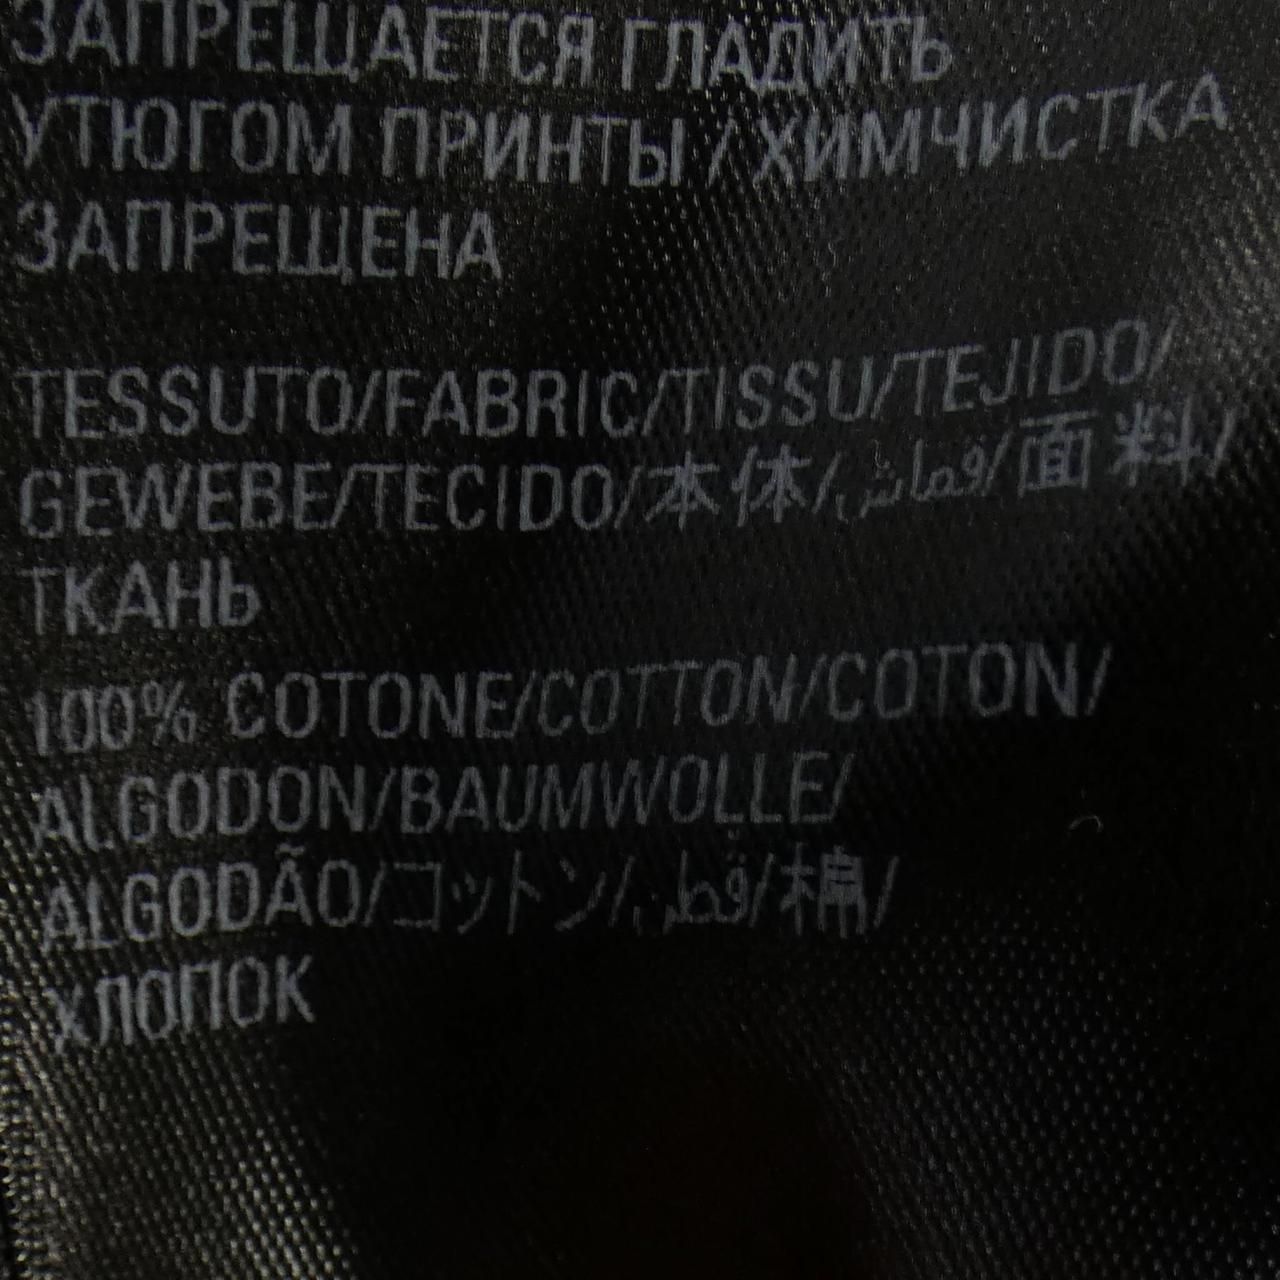 ЗАПРЕЩАЕТСЯ ГЛАДИТЬ
УТЮГОМ ПРИНТЫ / ХИМЧИСТКА
ЗАПРЕЩЕНА
TESSUTO/FABRIC/TISSU/TEJIDO/
GEWEBE/TECIDO/本体/قماش/面料/
ТКАНЬ
100% COTONE/COTTON/COTON/
ALGODON/BAUMWOLLE/
ALGODÃO/コットン/قطن/棉/
ХЛОПОК